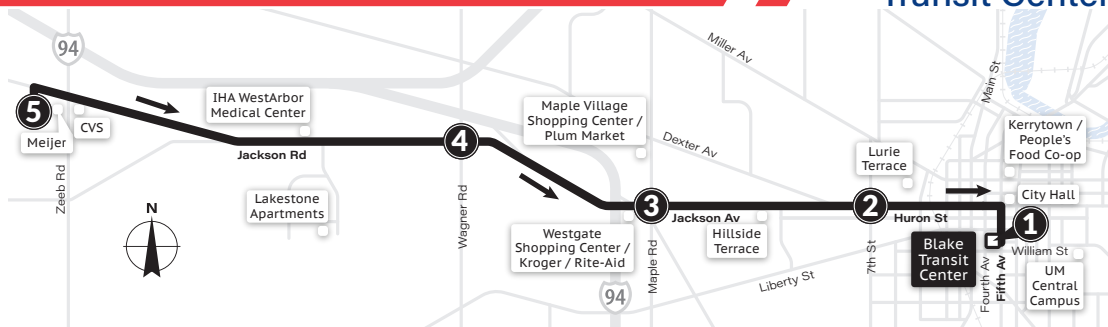 Transit Center
94
5
Meijer
CVS
Zeeb Rd
IHA WestArbor
Medical Center
Jackson Rd
Lakestone
Apartments
N
4
Wagner Rd
Maple Village
Shopping Center /
Plum Market
Miller Av
Dexter Av
3
Jackson Av
Westgate
Shopping Center /
Kroger / Rite-Aid
94
Maple Rd
Hillside
Terrace
Liberty St
Lurie
Terrace
2
7th St
Huron St
Main St
Kerrytown /
People's
Food Co-op
City Hall
1
Blake
Transit
Center
Fourth Av
Fifth Av
William St
UM
Central
Campus